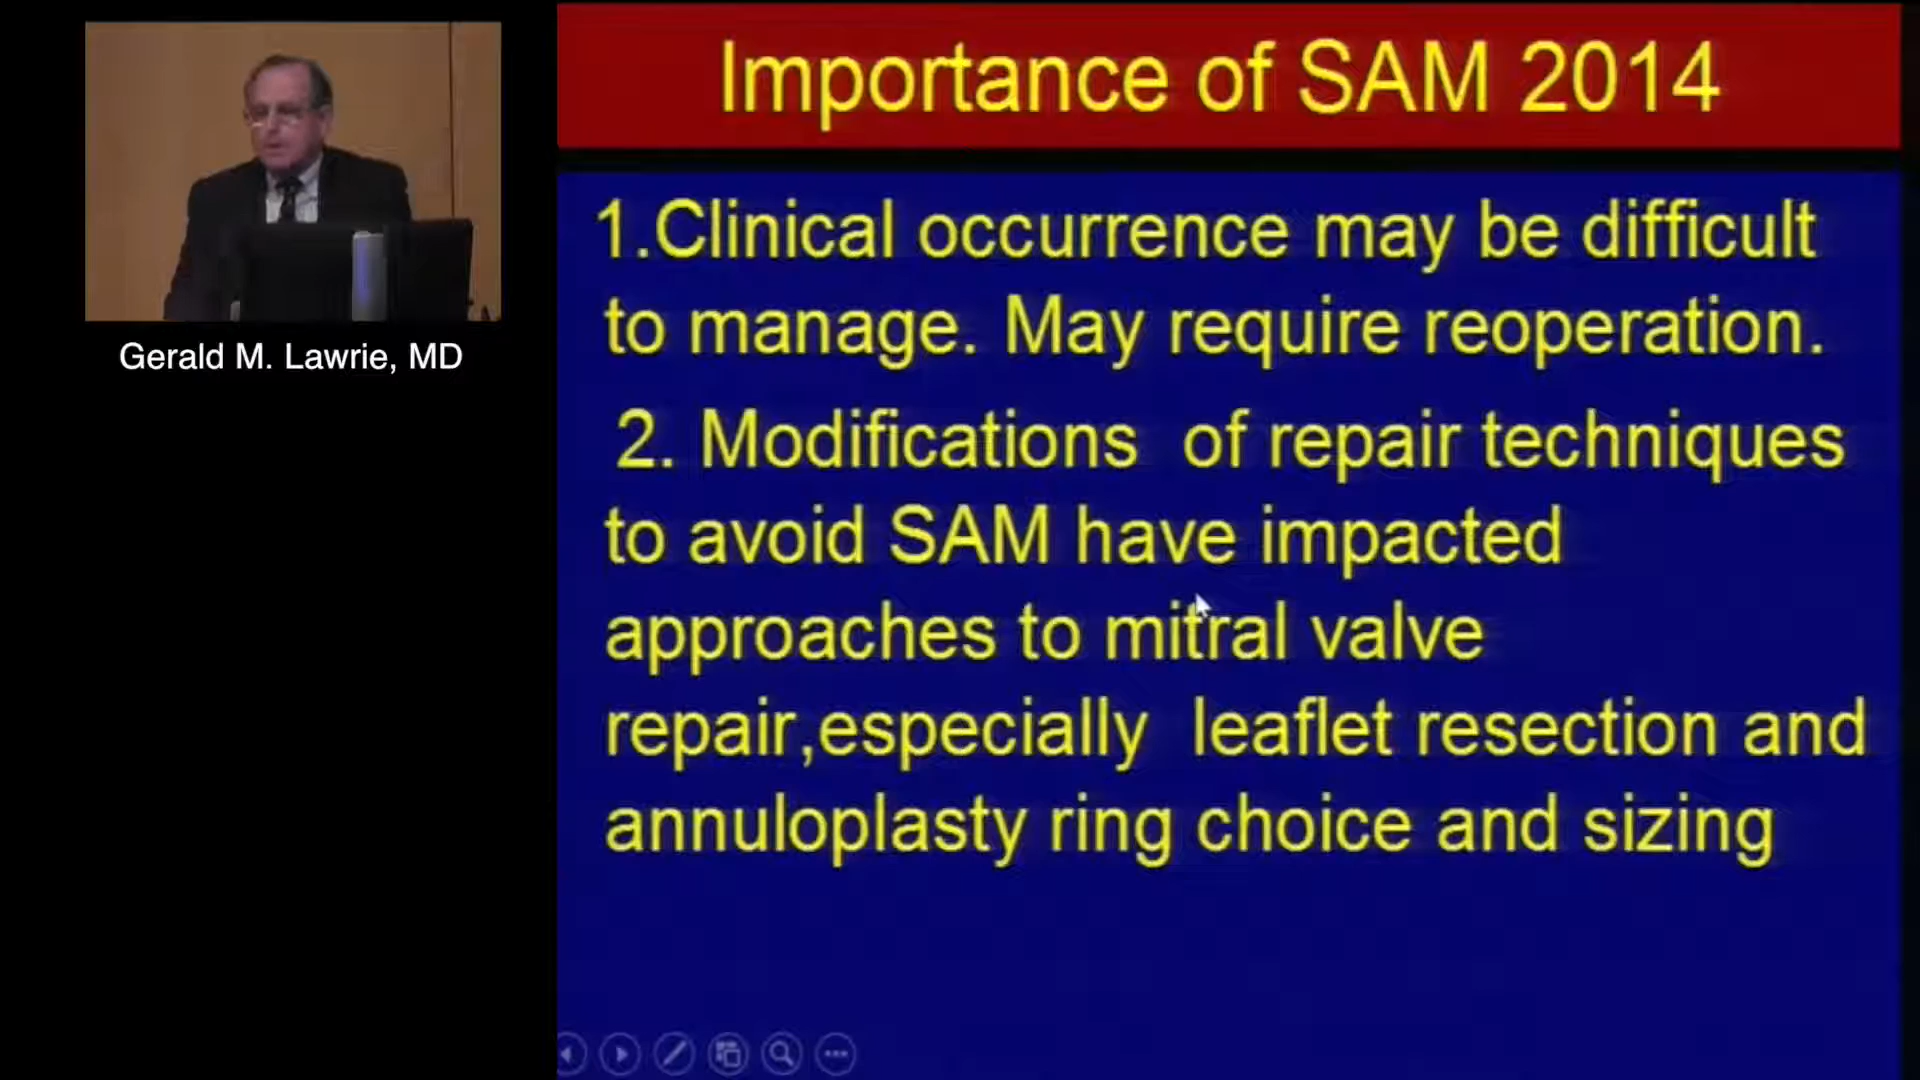 Importance of SAM 2014
Gerald M. Lawrie, MD
1.Clinical occurrence may be difficult
to manage. May require reoperation.
2. Modifications of repair techniques
to avoid SAM have impacted
approaches to mitral valve
repair,especially leaflet resection and
annuloplasty ring choice and sizing